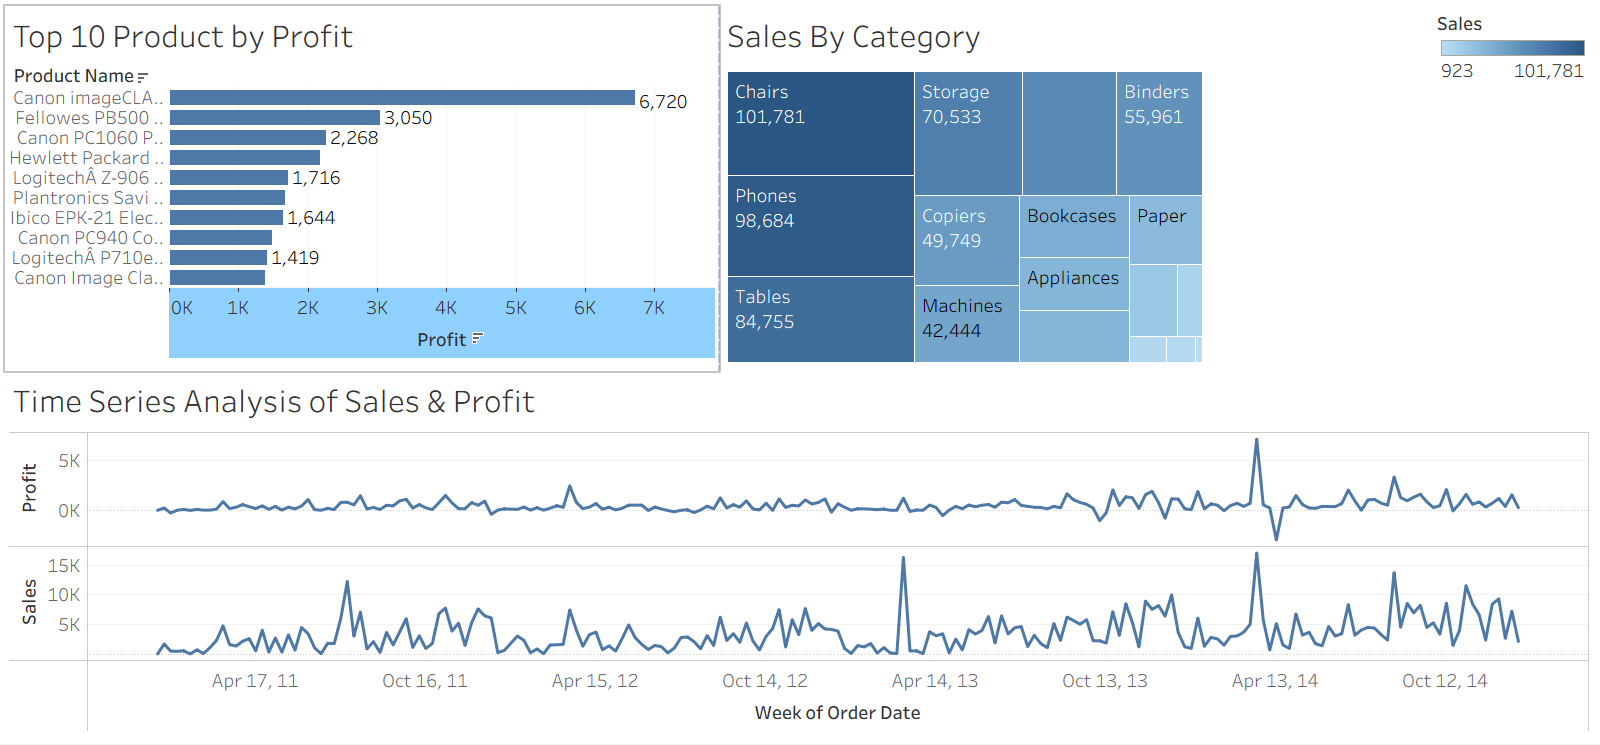 Top 10 Product by Profit
Product Name
Canon imageCLA.. 6,720
Fellowes PB500 .. 3,050
Canon PC1060 P.. 2,268
Hewlett Packard ..
LogitechÂ Z-906 .. 1,716
Plantronics Savi ..
Ibico EPK-21 Elec.. 1,644
Canon PC940 Co..
LogitechÂ P710e.. 1,419
Canon Image Cla..
0K 1K 2K 3K 4K 5K 6K 7K
Profit
Sales By Category
Chairs
101,781
Phones
98,684
Tables
84,755
Storage
70,533
Binders
55,961
Copiers
49,749
Machines
42,444
Bookcases
Appliances
Paper
Sales
923 101,781
Time Series Analysis of Sales & Profit
Profit
5K
0K
Sales
15K
10K
5K
Apr 17, 11 Oct 16, 11 Apr 15, 12 Oct 14, 12 Apr 14, 13 Oct 13, 13 Apr 13, 14 Oct 12, 14
Week of Order Date